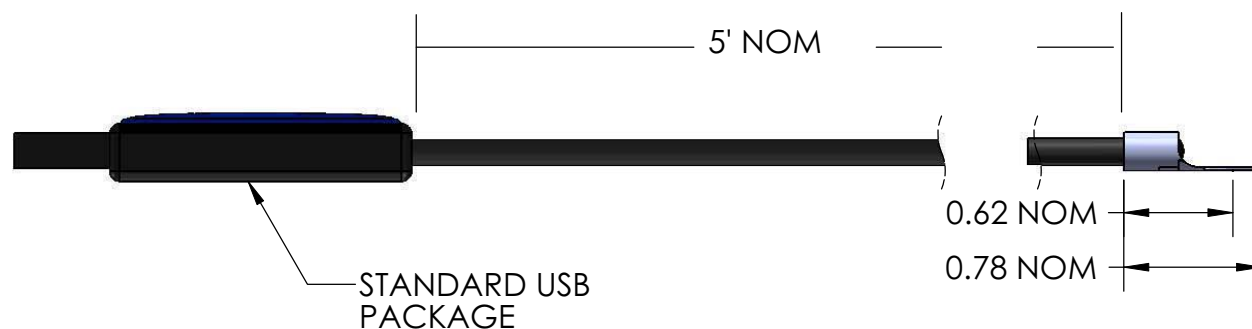 5' NOM
0.62 NOM
0.78 NOM
STANDARD USB
PACKAGE